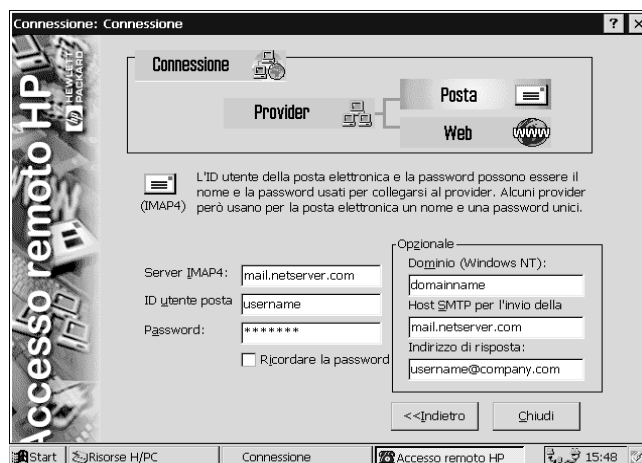 Connessione: Connessione
? ×
Accesso remoto HP
HEWLETT
PACKARD
Connessione
Provider
Posta
Web
WWW
(IMAP4)
L'ID utente della posta elettronica e la password possono essere il
nome e la password usati per collegarsi al provider. Alcuni provider
però usano per la posta elettronica un nome e una password unici.
Server IMAP4:
mail.netserver.com
ID utente posta
username
Password:
*******
Ricordare la password
Opzionale
Dominio (Windows NT):
domainname
Host SMTP per l'invio della
mail.netserver.com
Indirizzo di risposta:
username@company.com
<<Indietro
Chiudi
Start
Risorse H/PC
Connessione
Accesso remoto HP
15:48